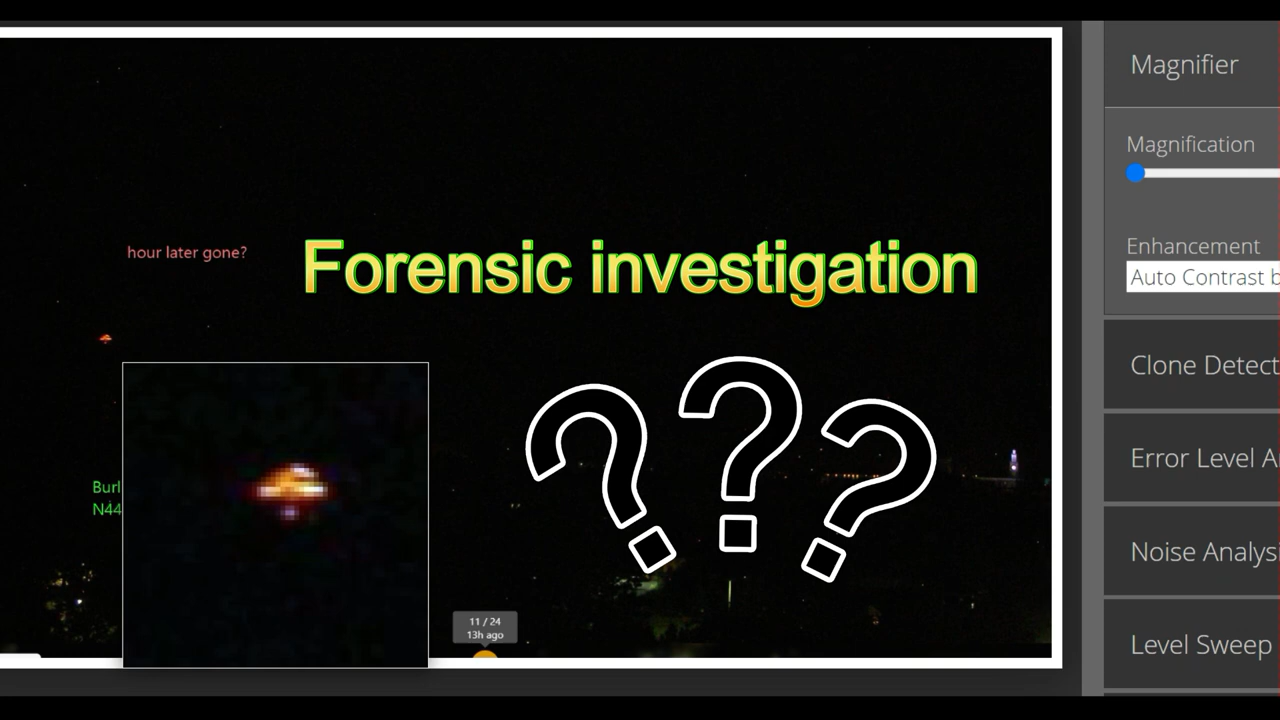 Magnifier
Magnification
hour later gone?
Forensic investigation
Enhancement
Auto Contrast b
Clone Detect
Burl
N44
Error Level A
Noise Analys
11 / 24
13h ago
Level Sweep
???